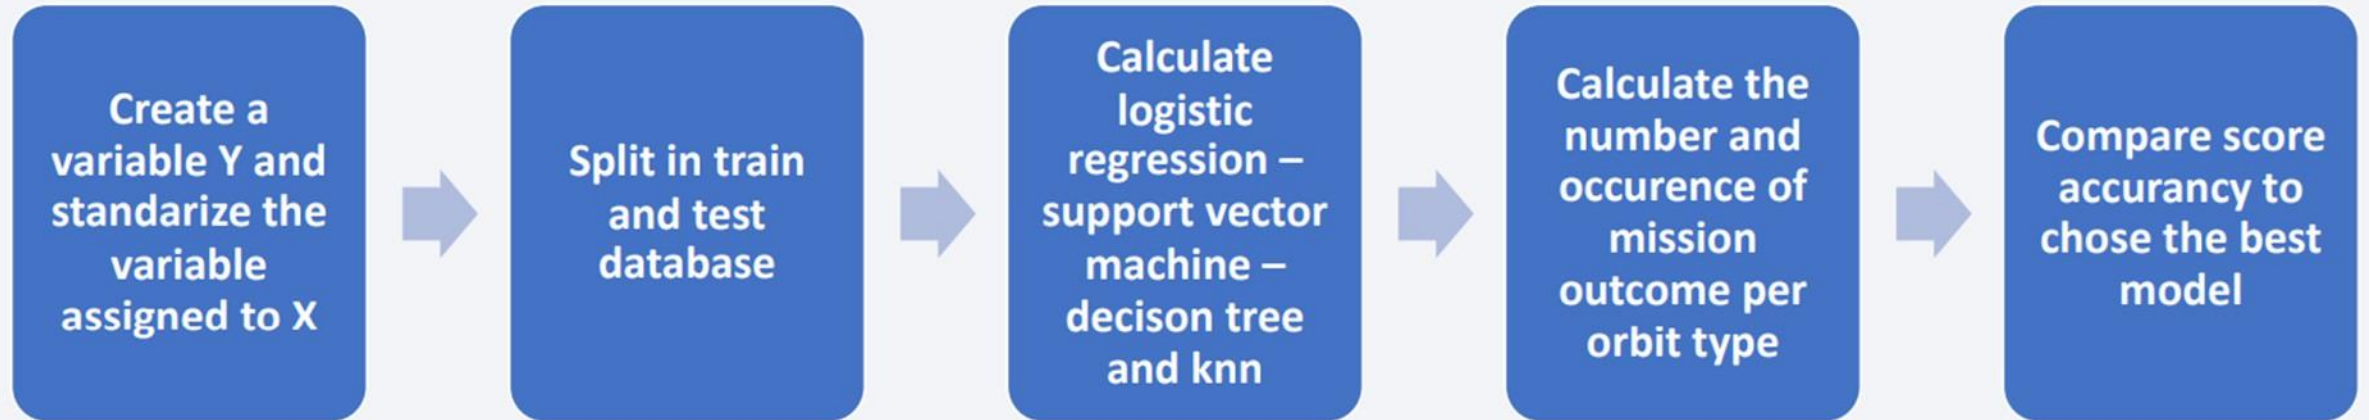 Create a
variable Y and
standarize the
variable
assigned to X
Split in train
and test
database
Calculate
logistic
regression –
support vector
machine –
decison tree
and knn
Calculate the
number and
occurence of
mission
outcome per
orbit type
Compare score
accurancy to
chose the best
model